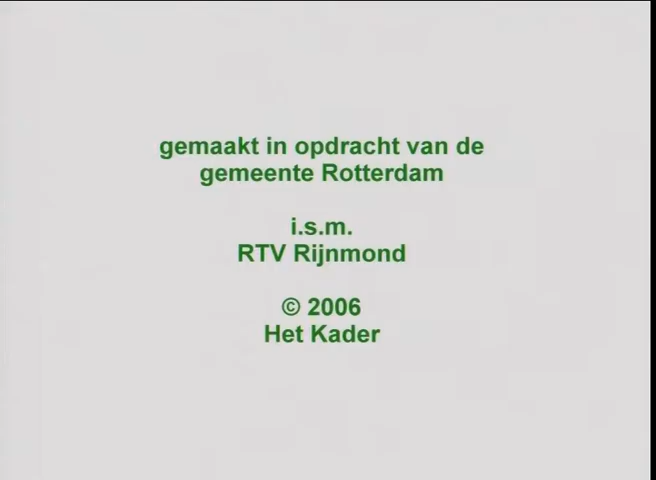 gemaakt in opdracht van de
gemeente Rotterdam
i.s.m.
RTV Rijnmond
© 2006
Het Kader